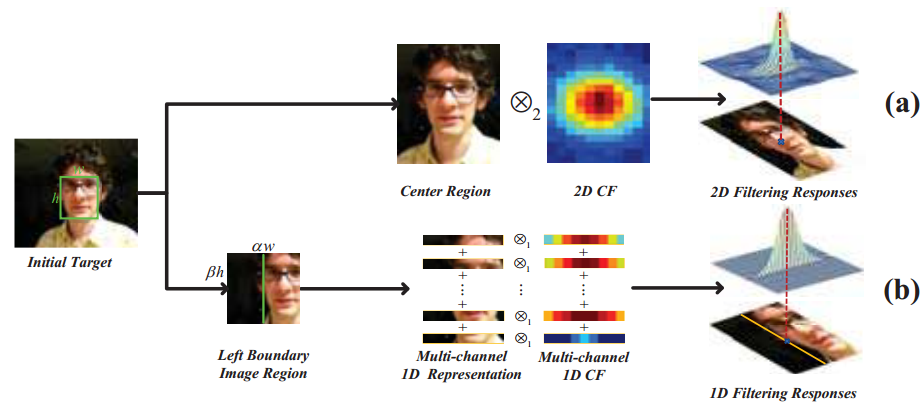 h
Initial Target
Center Region
⊗2
2D CF
2D Filtering Responses
(a)
αw
βh
Left Boundary
Image Region
⊗1
+ +
⊗1
+ +
⋮ ⋮ ⋮
+ +
⊗1
+ +
⊗1
Multi-channel
1D Representation
Multi-channel
1D CF
1D Filtering Responses
(b)